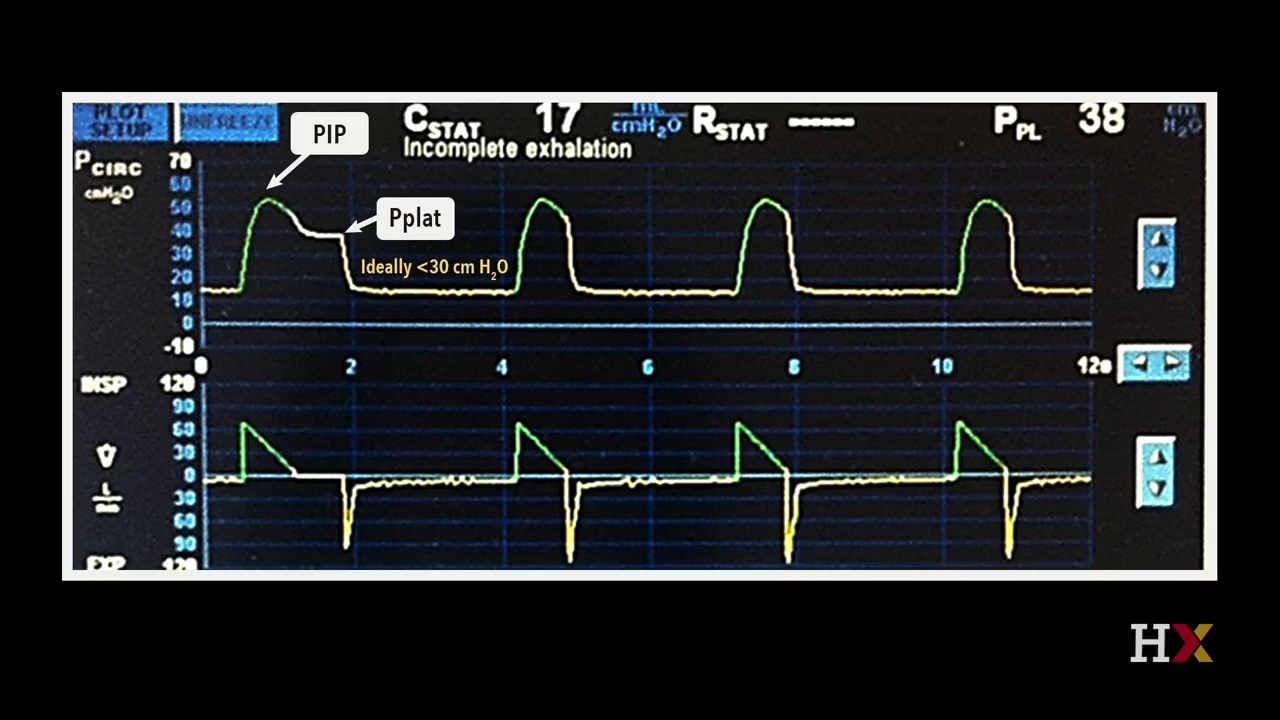 PLOT SETUP
UNFREEZE
PIP
CSTAT 17 mL/cmH2O RSTAT ------ PPL 38 cm H2O
Incomplete exhalation
PCIRC
cmH2O
70
60
50
40
30
20
10
0
-10
Pplat
Ideally <30 cm H2O
0 2 4 6 8 10 12s
INSP
120
90
60
30
0
30
60
90
120
V
L
min
EXP
HX